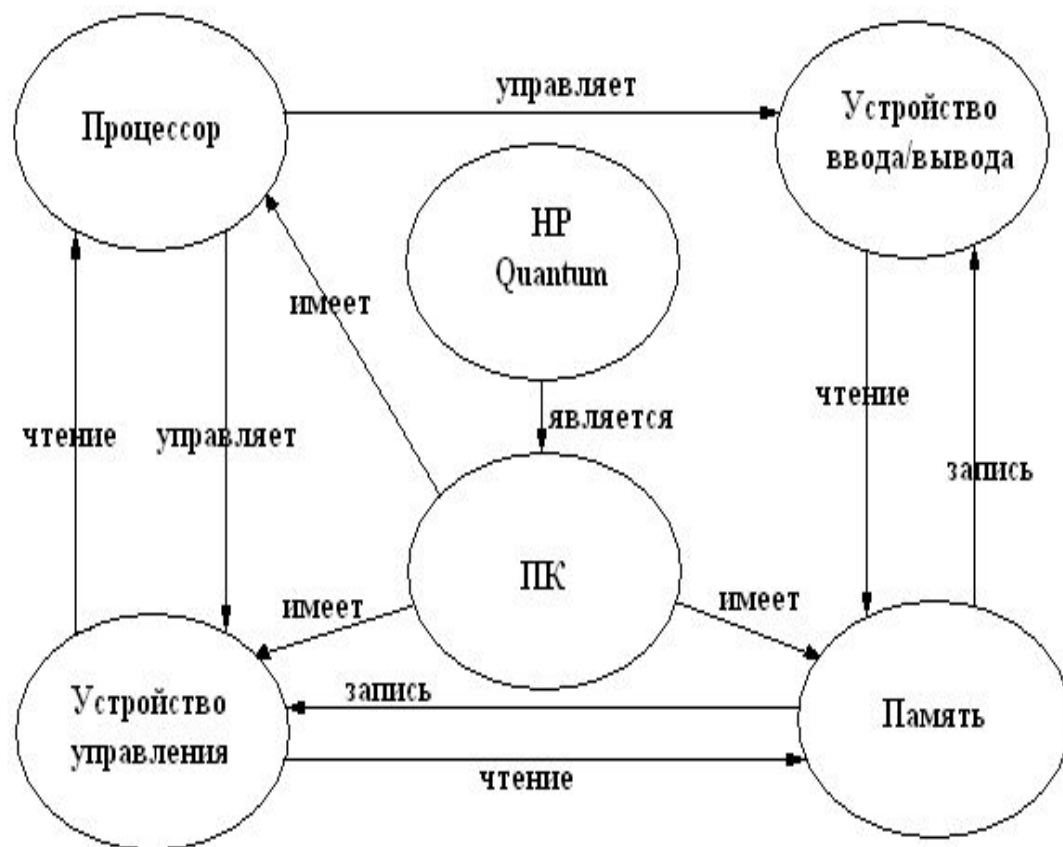 управляет
Процессор
Устройство
ввода/вывода
HP
Quantum
имеет
чтение
управляет
является
чтение
запись
ПК
имеет
имеет
запись
Устройство
управления
Память
чтение